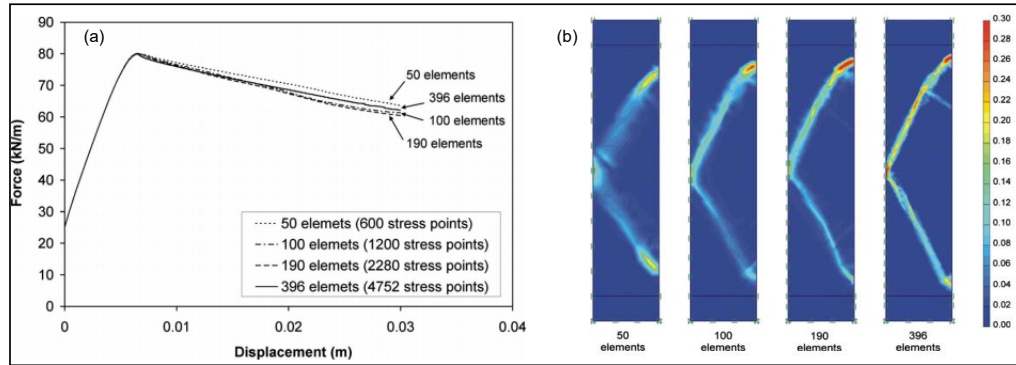 (a)
90
80
70
60
50
40
30
20
10
0
Force (kN/m)
50 elements
396 elements
100 elements
190 elements
50 elemets (600 stress points)
100 elemets (1200 stress points)
190 elemets (2280 stress points)
396 elemets (4752 stress points)
0 0.01 0.02 0.03 0.04
Displacement (m)
(b)
0.30
0.28
0.26
0.24
0.22
0.20
0.18
0.16
0.14
0.12
0.10
0.08
0.06
0.04
0.02
0.00
50 elements
100 elements
190 elements
396 elements